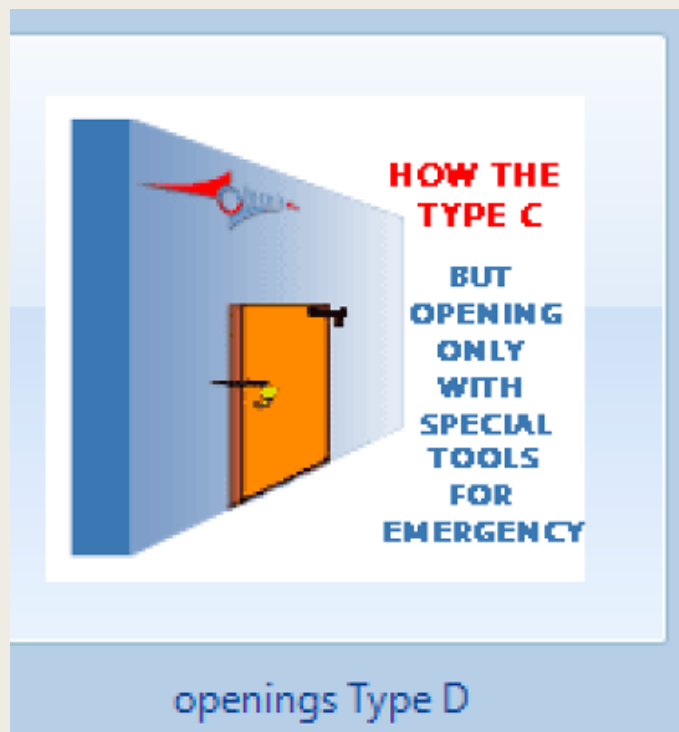 HOW THE
TYPE C
BUT
OPENING
ONLY
WITH
SPECIAL
TOOLS
FOR
EMERGENCY
openings Type D